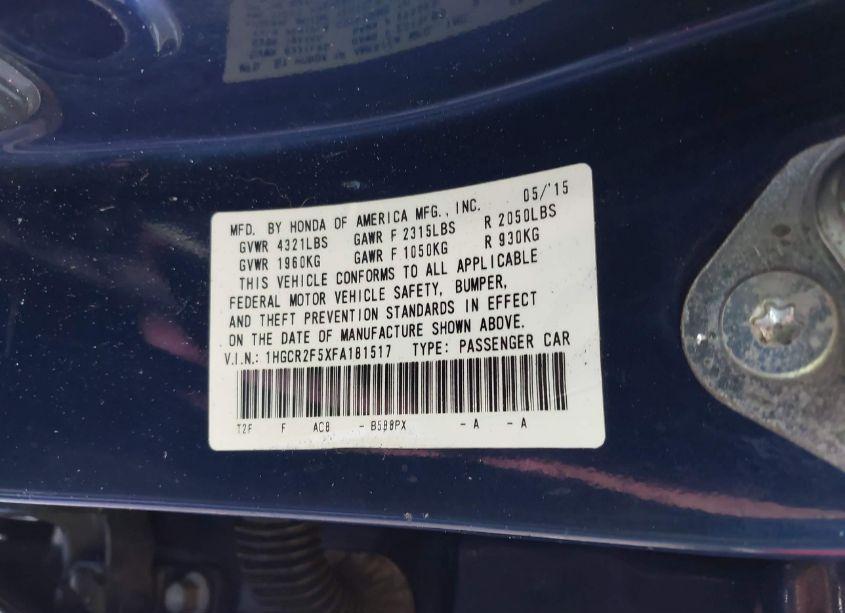 MFD. BY HONDA OF AMERICA MFG., INC. 05/'15
GVWR 4321LBS GAWR F 2315LBS R 2050LBS
GVWR 1960KG GAWR F 1050KG R 930KG
THIS VEHICLE CONFORMS TO ALL APPLICABLE
FEDERAL MOTOR VEHICLE SAFETY, BUMPER,
AND THEFT PREVENTION STANDARDS IN EFFECT
ON THE DATE OF MANUFACTURE SHOWN ABOVE.
V.I.N.: 1HGCR2F5XFA181517 TYPE: PASSENGER CAR
T2F F AC8 - B588PX - A - A